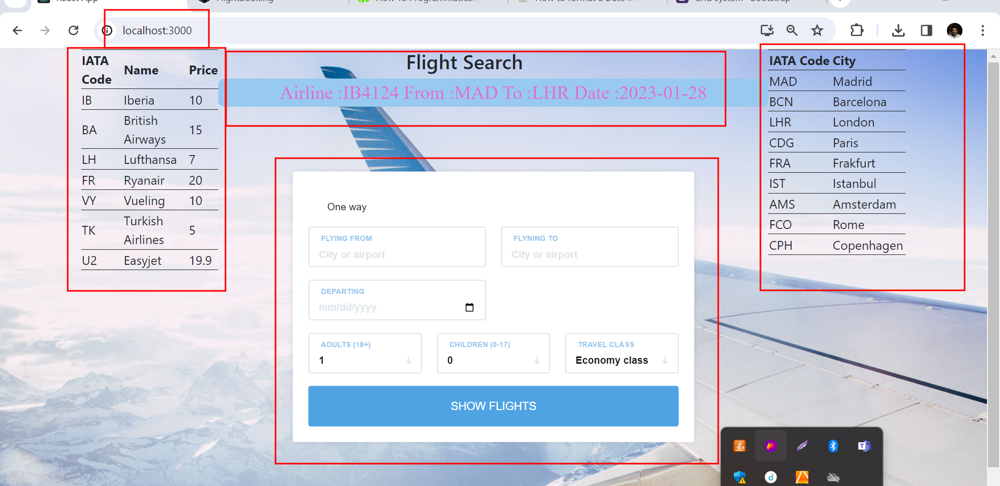 localhost:3000
IATA Code Name Price
IB Iberia 10
BA British Airways 15
LH Lufthansa 7
FR Ryanair 20
VY Vueling 10
TK Turkish Airlines 5
U2 Easyjet 19.9
Flight Search
Airline :IB4124 From :MAD To :LHR Date :2023-01-28
One way
FLYING FROM
City or airport
FLYNING TO
City or airport
DEPARTING
mm/dd/yyyy
ADULTS (18+)
1
CHILDREN (0-17)
0
TRAVEL CLASS
Economy class
SHOW FLIGHTS
IATA Code City
MAD Madrid
BCN Barcelona
LHR London
CDG Paris
FRA Frakfurt
IST Istanbul
AMS Amsterdam
FCO Rome
CPH Copenhagen